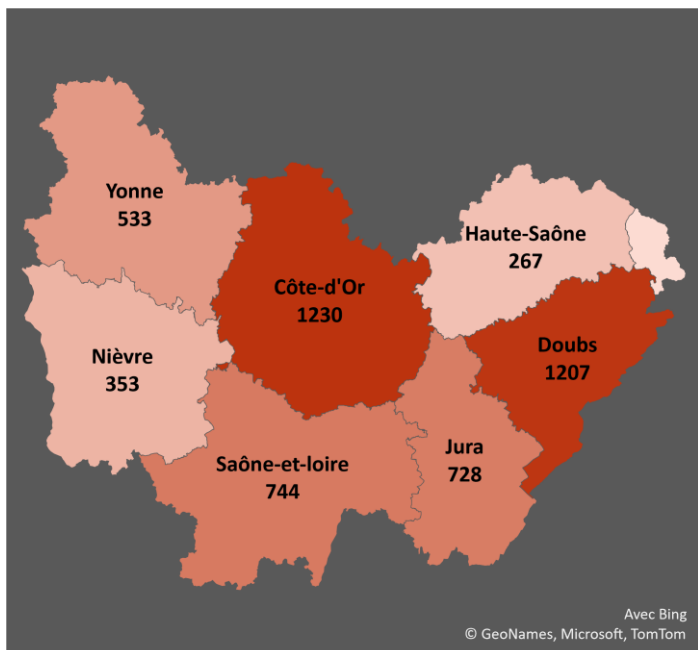 Yonne
533
Côte-d'Or
1230
Haute-Saône
267
Doubs
1207
Nièvre
353
Saône-et-loire
744
Jura
728
Avec Bing
© GeoNames, Microsoft, TomTom